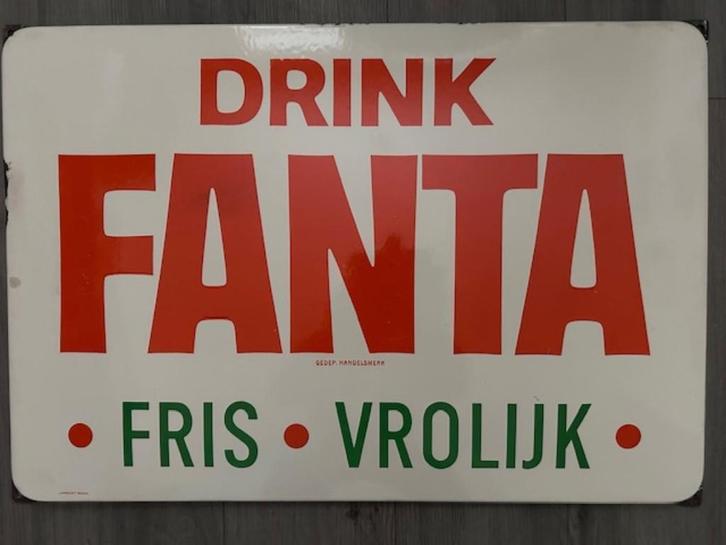 DRINK
FANTA
GEDEP. HANDELSMERK
• FRIS • VROLIJK •